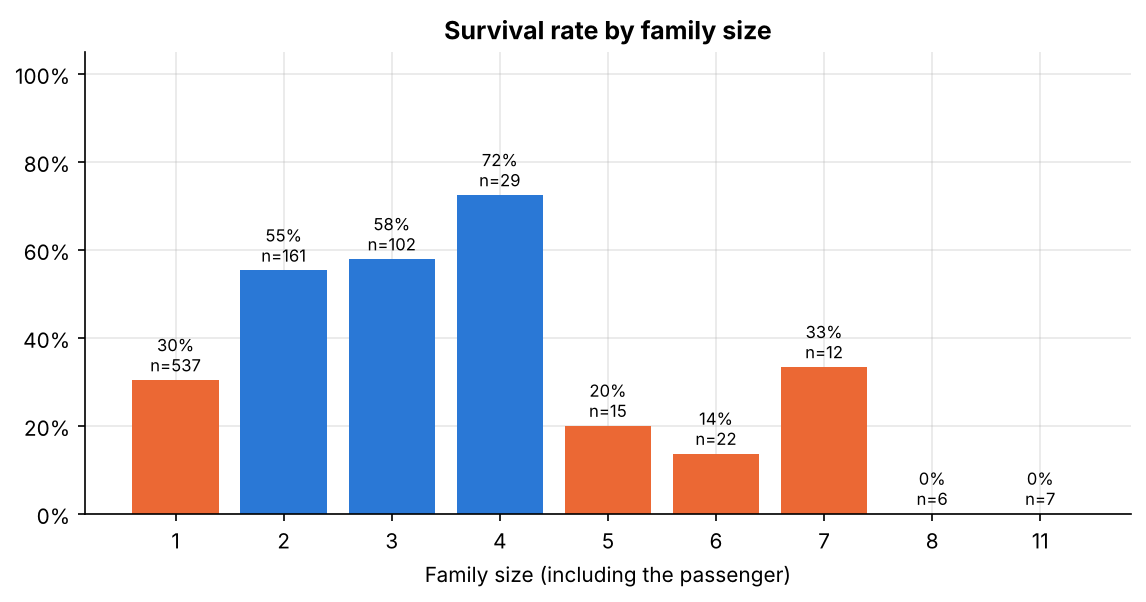 Survival rate by family size
100%
80%
60%
40%
20%
0%
30%
n=537
55%
n=161
58%
n=102
72%
n=29
20%
n=15
14%
n=22
33%
n=12
0%
n=6
0%
n=7
1 2 3 4 5 6 7 8 11
Family size (including the passenger)